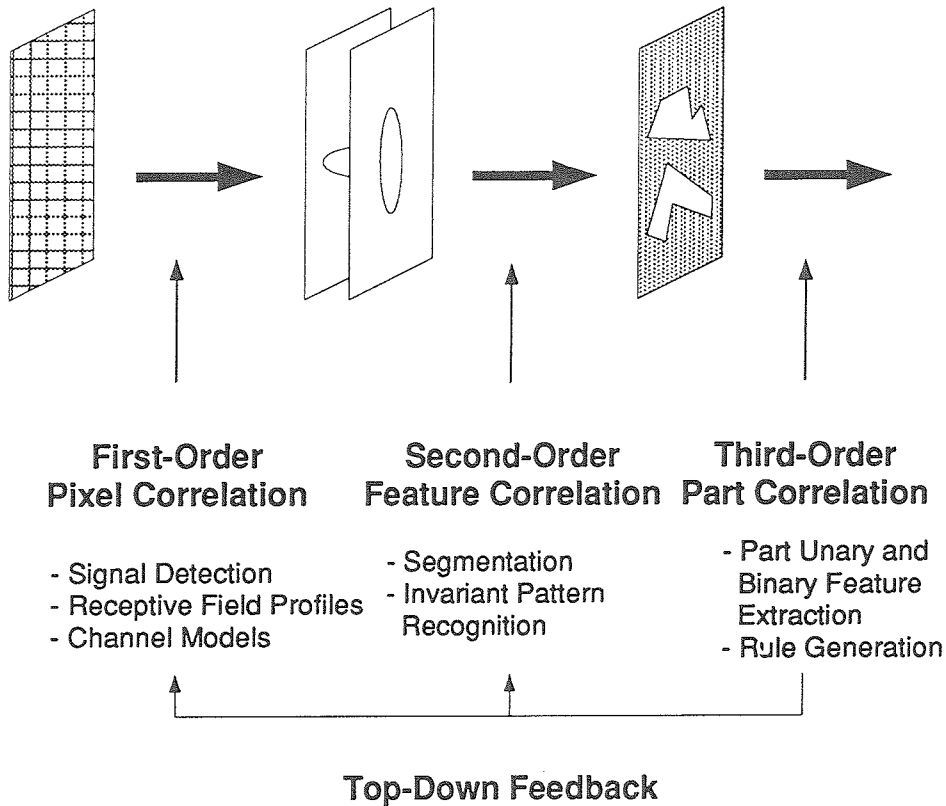 First-Order
Pixel Correlation
- Signal Detection
- Receptive Field Profiles
- Channel Models
Second-Order
Feature Correlation
- Segmentation
- Invariant Pattern
Recognition
Third-Order
Part Correlation
- Part Unary and
Binary Feature
Extraction
- Rule Generation
Top-Down Feedback